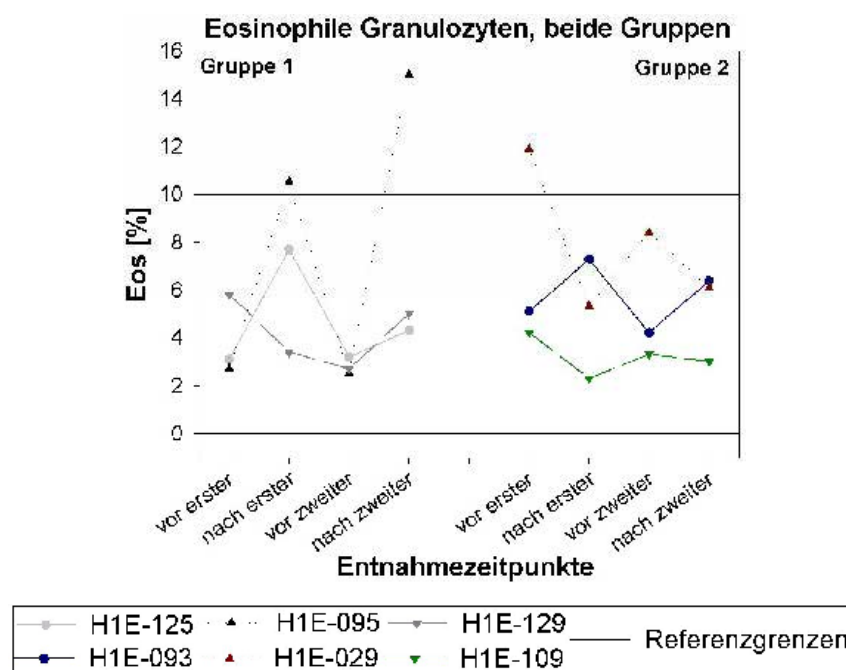 Eosinophile Granulozyten, beide Gruppen
Gruppe 1
Gruppe 2
16
14
12
10
8
6
4
2
0
Eos [%]
vor erster
nach erster
vor zweiter
nach zweiter
vor erster
nach erster
vor zweiter
nach zweiter
Entnahmezeitpunkte
H1E-125 H1E-095 H1E-129 Referenzgrenzen
H1E-093 H1E-029 H1E-109